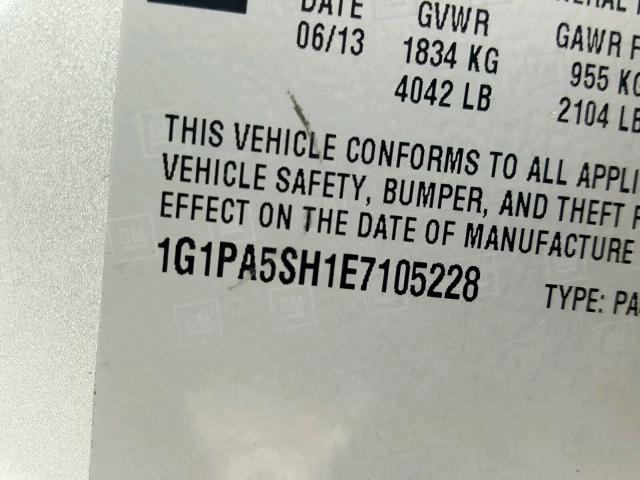 DATE GVWR
06/13 1834 KG GAWR
4042 LB 955
2104 LB
THIS VEHICLE CONFORMS TO ALL
VEHICLE SAFETY, BUMPER, AND THEFT
EFFECT ON THE DATE OF MANUFACTURE
1G1PA5SH1E7105228 TYPE: